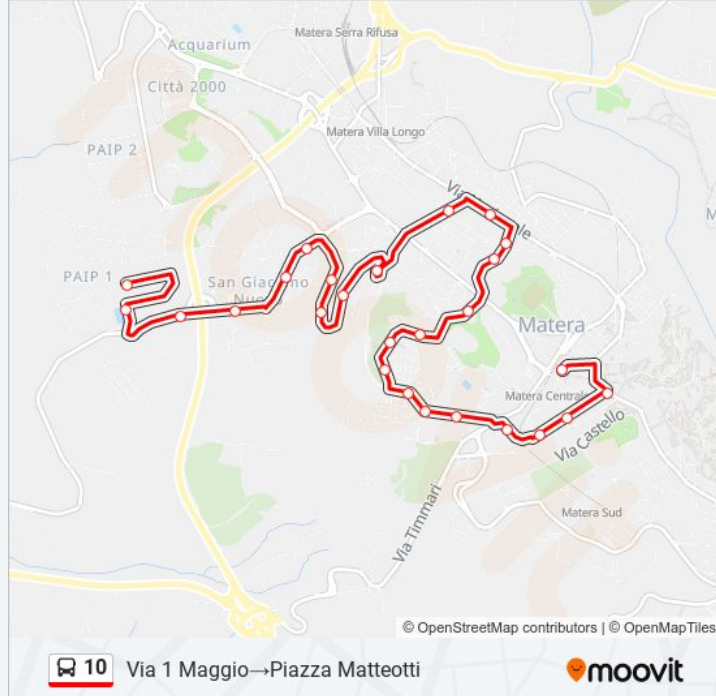 Matera Serra Rifusa
Acquarium
Città 2000
Matera Villa Longo
PAIP 2
PAIP 1
San Giacomo
Matera
Matera Centrale
Via Castello
Matera Sud
Via Timmari
© OpenStreetMap contributors | © OpenMapTiles
10 Via 1 Maggio→Piazza Matteotti
moovit